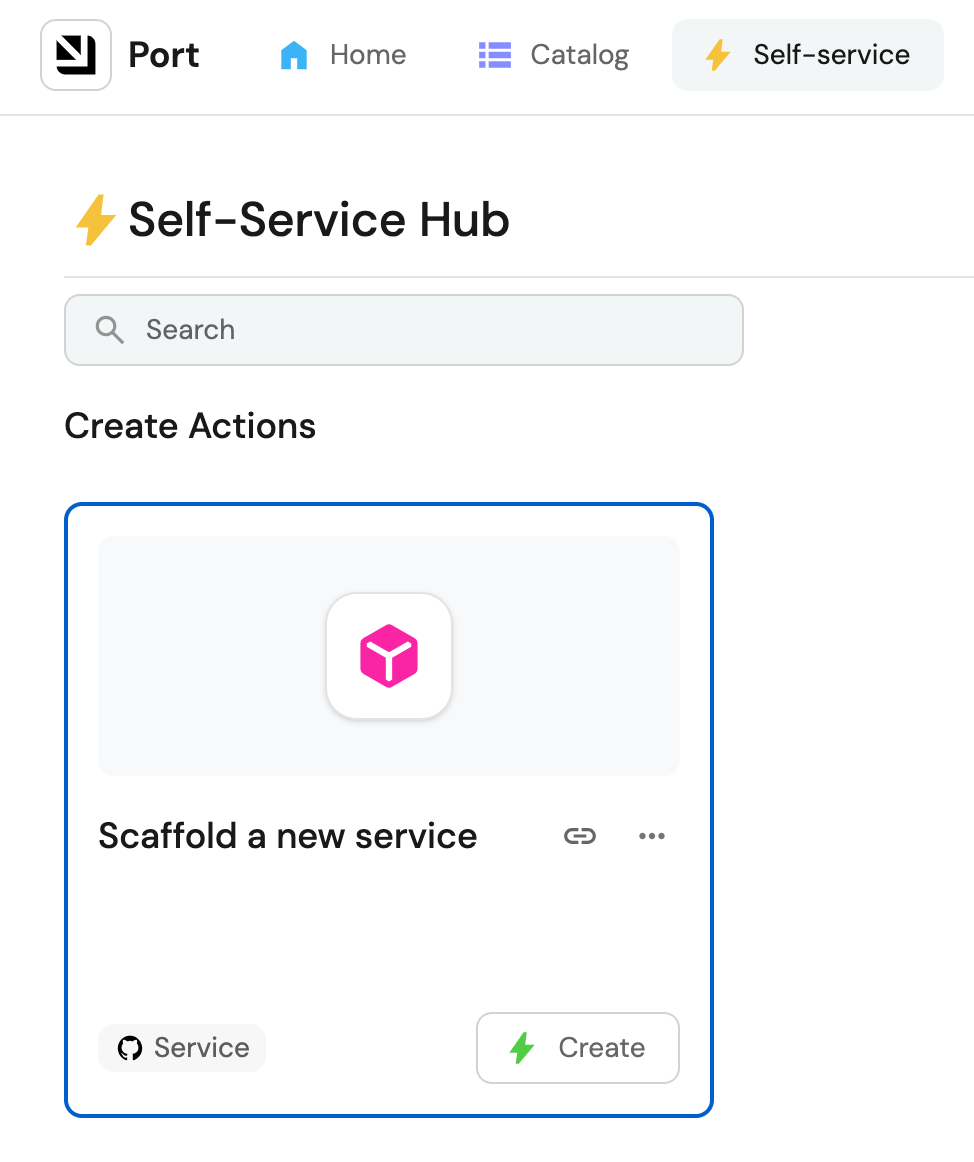 Port Home Catalog Self-service
Self-Service Hub
Search
Create Actions
Scaffold a new service
Service Create